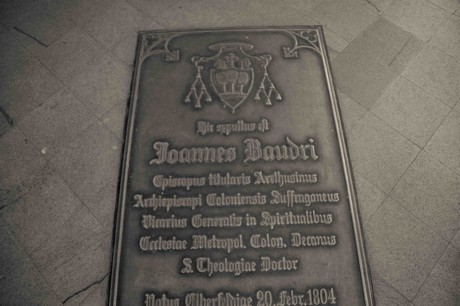 Hic sepultus est
Joannes Baudri
Episcopus titularis Arethusinus
Archiepiscopi Coloniensis Suffraganeus
Vicarius Generalis in Spiritualibus
Ecclesiae Metropol. Colon. Decanus
S. Theologiae Doctor
Natus Elberfeldiae 20. Febr. 1804